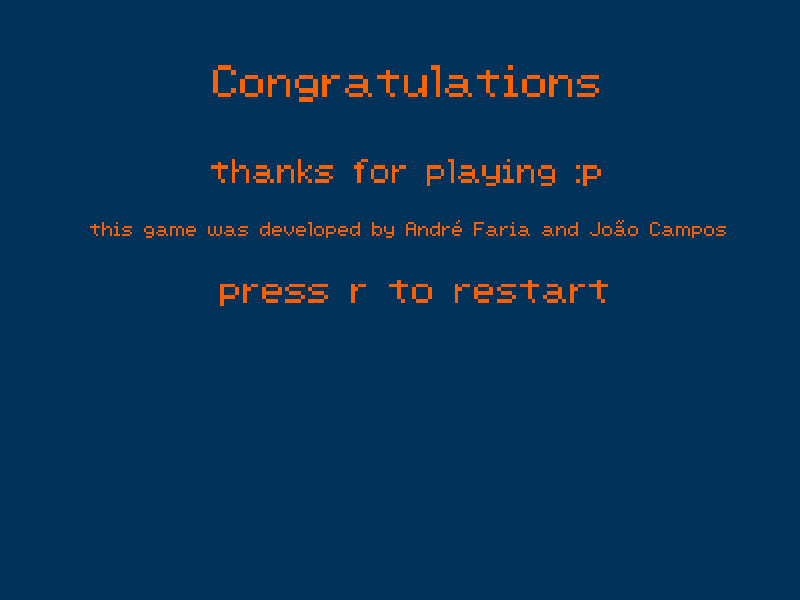 Congratulations
thanks for playing :p
this game was developed by André Faria and João Campos
press r to restart